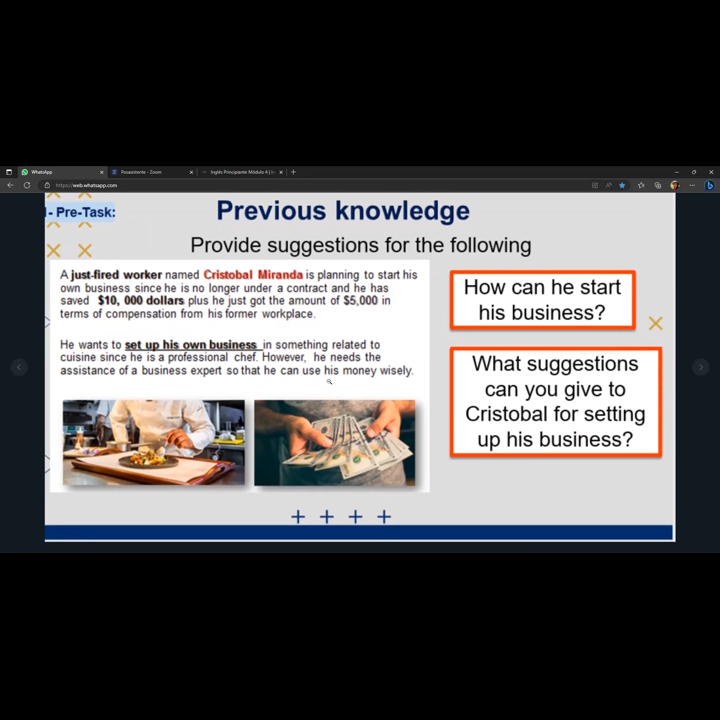 WhatsApp
Posasistente - Zoom
Inglés Principiante Módulo 4 | In
https://web.whatsapp.com
- Pre-Task:
Previous knowledge
Provide suggestions for the following
A just-fired worker named Cristobal Miranda is planning to start his
own business since he is no longer under a contract and he has
saved $10, 000 dollars plus he just got the amount of $5,000 in
terms of compensation from his former workplace.
He wants to set up his own business in something related to
cuisine since he is a professional chef. However, he needs the
assistance of a business expert so that he can use his money wisely.
How can he start
his business?
What suggestions
can you give to
Cristobal for setting
up his business?